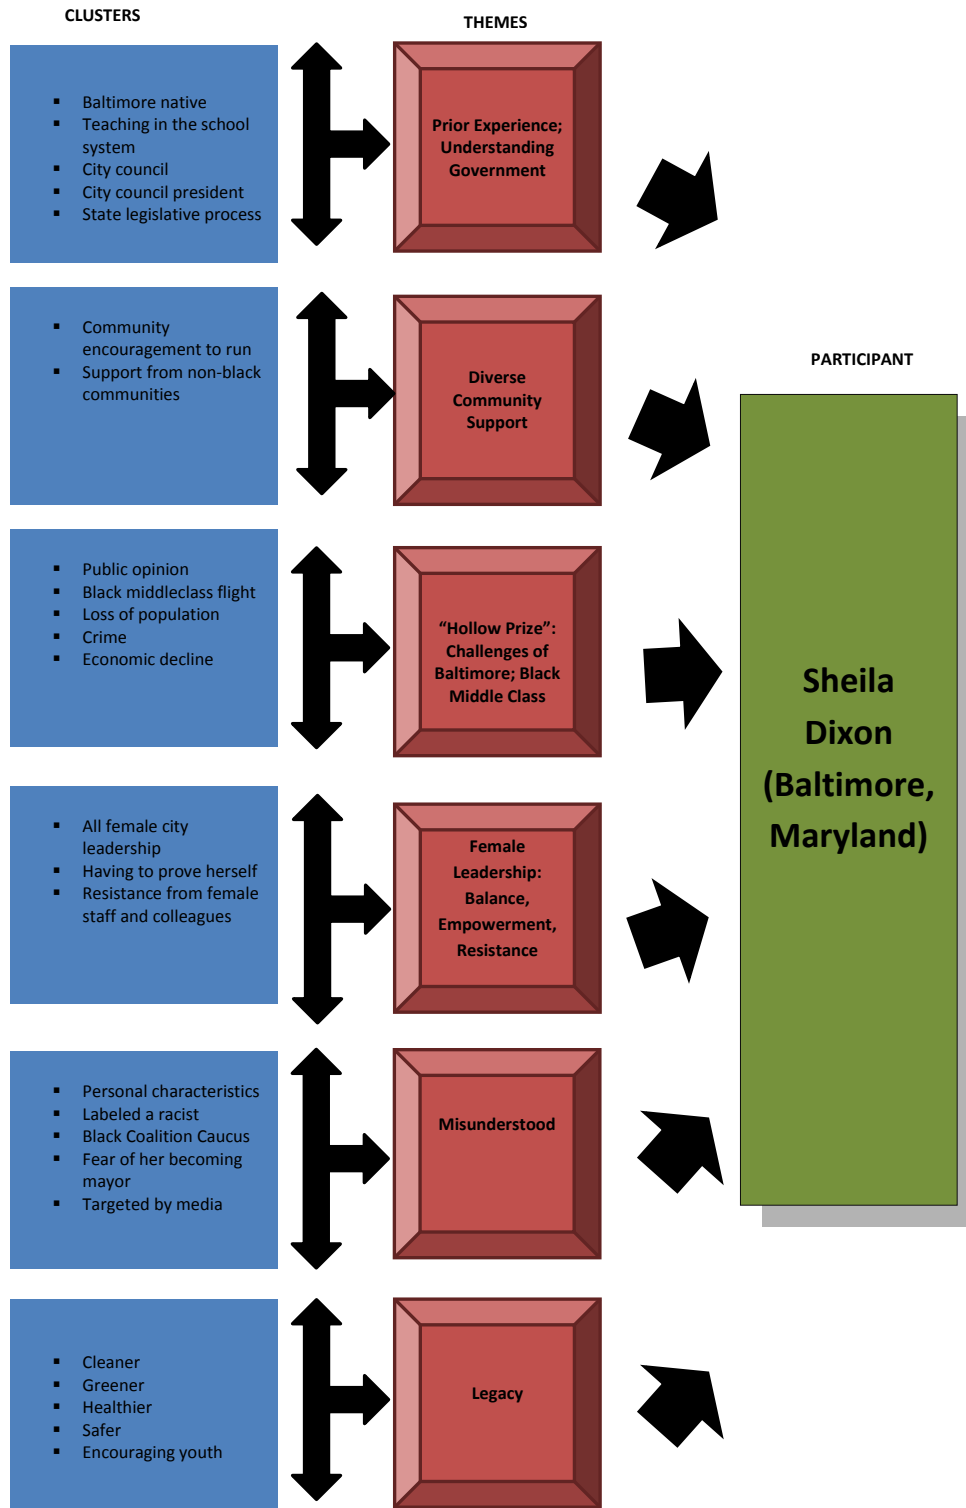 CLUSTERS
THEMES
▪ Baltimore native
▪ Teaching in the school
system
▪ City council
▪ City council president
▪ State legislative process
Prior Experience;
Understanding
Government
▪ Community
encouragement to run
▪ Support from non-black
communities
Diverse
Community
Support
PARTICIPANT
▪ Public opinion
▪ Black middleclass flight
▪ Loss of population
▪ Crime
▪ Economic decline
“Hollow Prize”:
Challenges of
Baltimore; Black
Middle Class
Sheila
Dixon
(Baltimore,
Maryland)
▪ All female city
leadership
▪ Having to prove herself
▪ Resistance from female
staff and colleagues
Female
Leadership:
Balance,
Empowerment,
Resistance
▪ Personal characteristics
▪ Labeled a racist
▪ Black Coalition Caucus
▪ Fear of her becoming
mayor
▪ Targeted by media
Misunderstood
▪ Cleaner
▪ Greener
▪ Healthier
▪ Safer
▪ Encouraging youth
Legacy